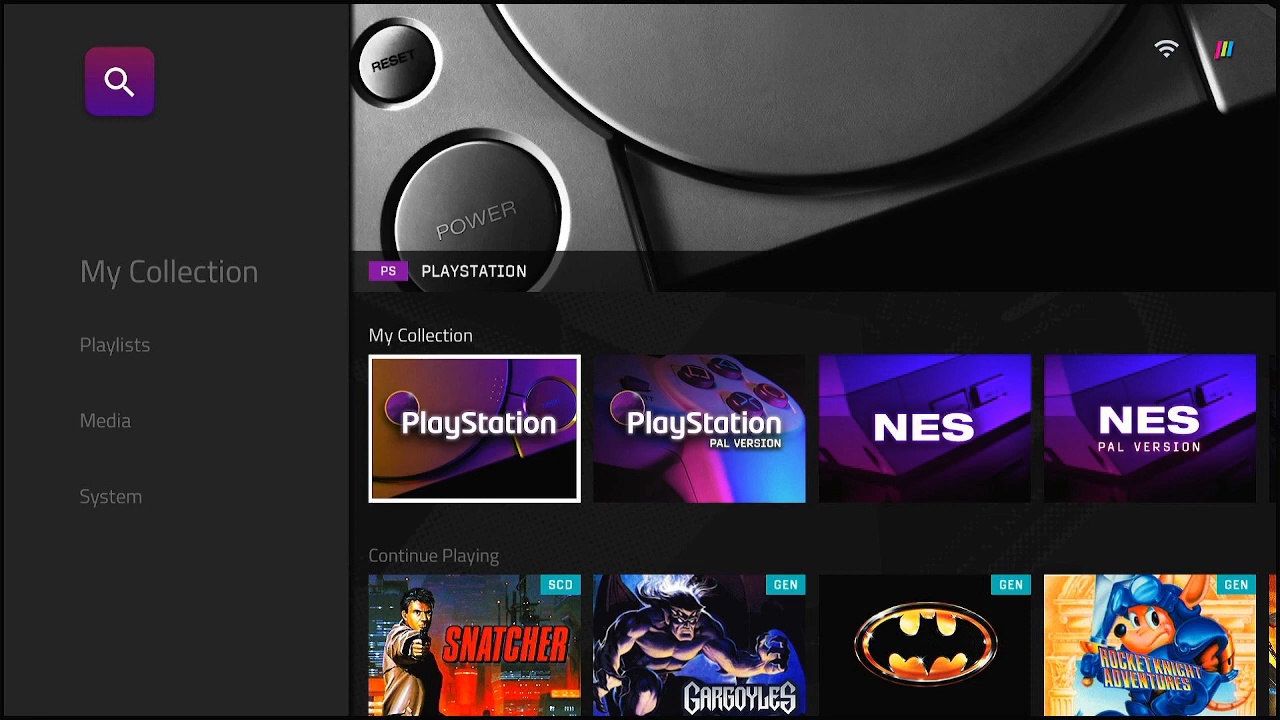 RESET
POWER
PS PLAYSTATION
My Collection
Playlists
Media
System
My Collection
PlayStation
PlayStation
PAL VERSION
NES
NES
PAL VERSION
Continue Playing
SCD
SNATCHER
GEN
GARGOYLES
GEN
GEN
ROCKET KNIGHT
ADVENTURES